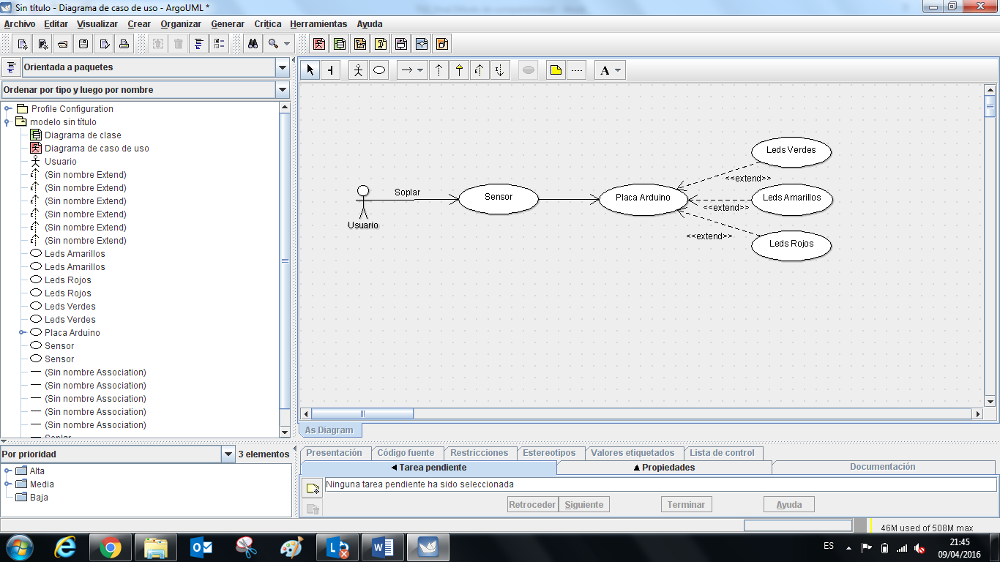 Sin título - Diagrama de caso de uso - ArgoUML *
Archivo Editar Visualizar Crear Organizar Generar Crítica Herramientas Ayuda
Orientada a paquetes
Ordenar por tipo y luego por nombre
Profile Configuration
modelo sin título
Diagrama de clase
Diagrama de caso de uso
Usuario
(Sin nombre Extend)
(Sin nombre Extend)
(Sin nombre Extend)
(Sin nombre Extend)
(Sin nombre Extend)
(Sin nombre Extend)
Leds Amarillos
Leds Amarillos
Leds Rojos
Leds Rojos
Leds Verdes
Leds Verdes
Placa Arduino
Sensor
Sensor
(Sin nombre Association)
(Sin nombre Association)
(Sin nombre Association)
(Sin nombre Association)
(Sin nombre Association)
Soplar
Por prioridad
3 elementos
Alta
Media
Baja
A
Leds Verdes
<<extend>>
Soplar
Sensor
Placa Arduino
Leds Amarillos
<<extend>>
Usuario
<<extend>>
Leds Rojos
As Diagram
Presentación Código fuente Restricciones Estereotipos Valores etiquetados Lista de control
Tarea pendiente Propiedades Documentación
Ninguna tarea pendiente ha sido seleccionada
Retroceder Siguiente Terminar Ayuda
46M used of 508M max
ES
21:45
09/04/2016